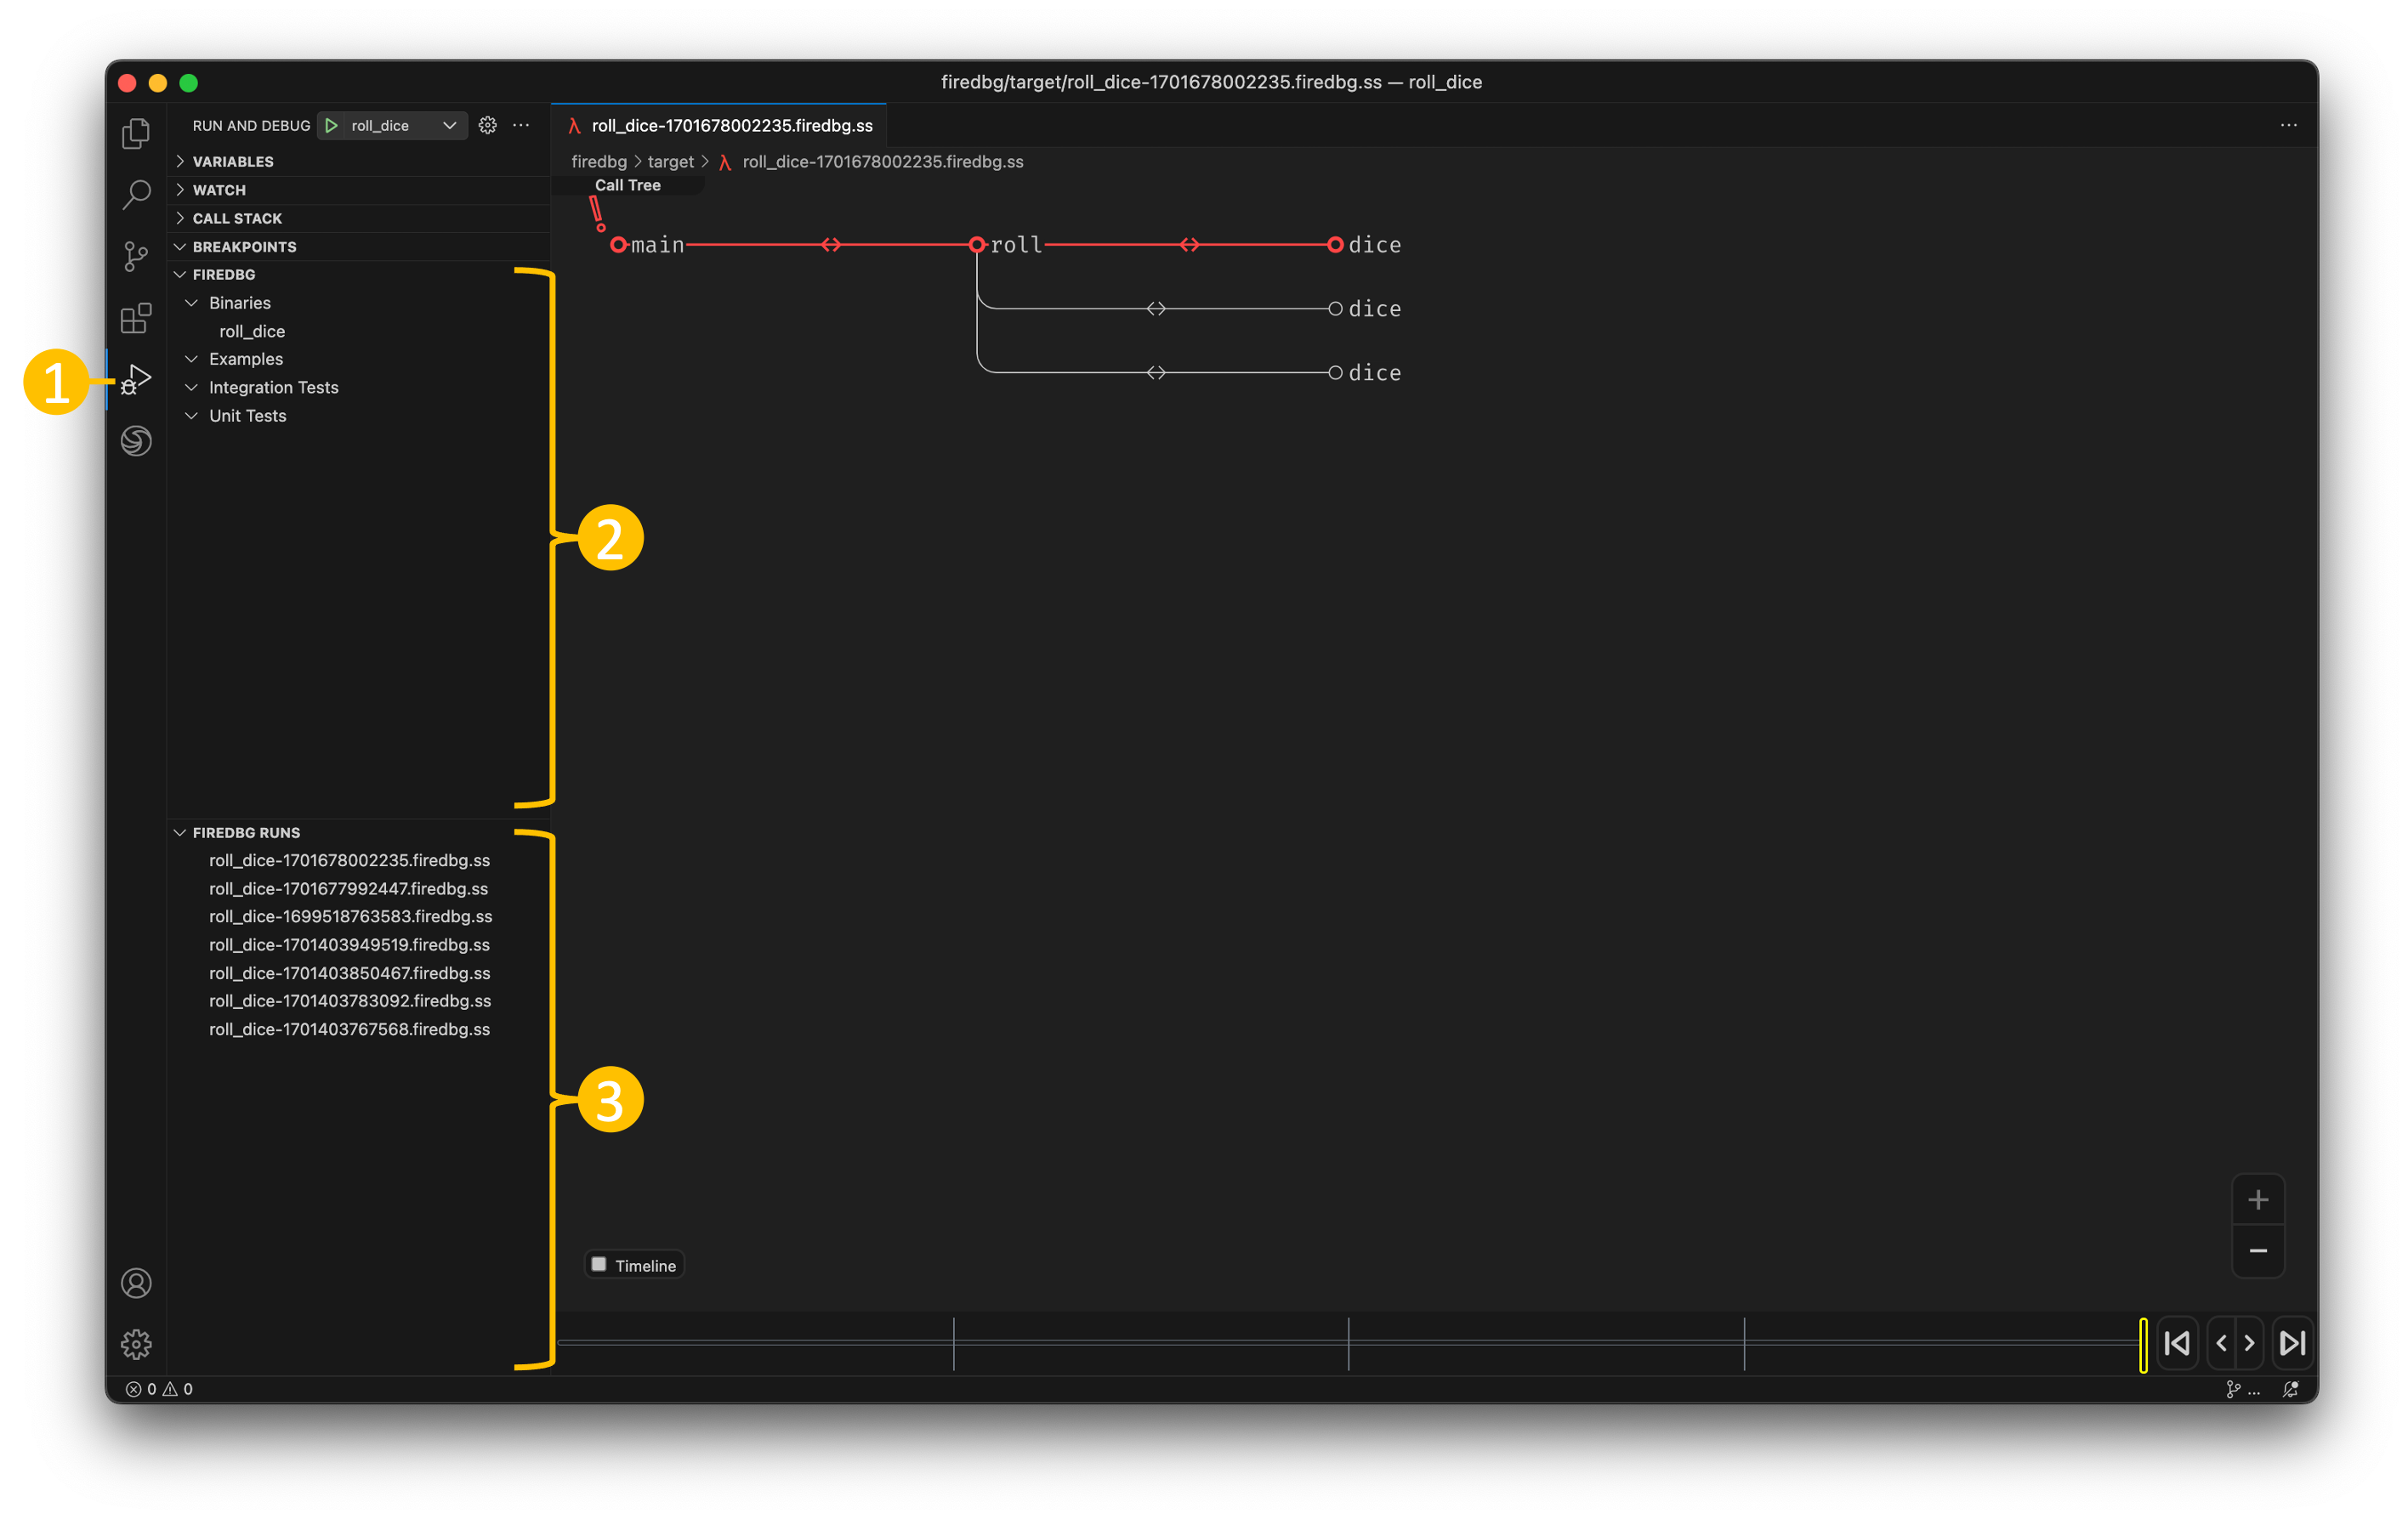 firedbg/target/roll_dice-1701678002235.firedbg.ss — roll_dice
RUN AND DEBUG roll_dice
VARIABLES
WATCH
CALL STACK
BREAKPOINTS
FIREDBG
Binaries
roll_dice
Examples
Integration Tests
Unit Tests
1
2
FIREDBG RUNS
roll_dice-1701678002235.firedbg.ss
roll_dice-1701677992447.firedbg.ss
roll_dice-1699518763583.firedbg.ss
roll_dice-1701403949519.firedbg.ss
roll_dice-1701403850467.firedbg.ss
roll_dice-1701403783092.firedbg.ss
roll_dice-1701403767568.firedbg.ss
3
λ roll_dice-1701678002235.firedbg.ss
firedbg > target > λ roll_dice-1701678002235.firedbg.ss
Call Tree
main roll dice
dice
dice
Timeline
0 0